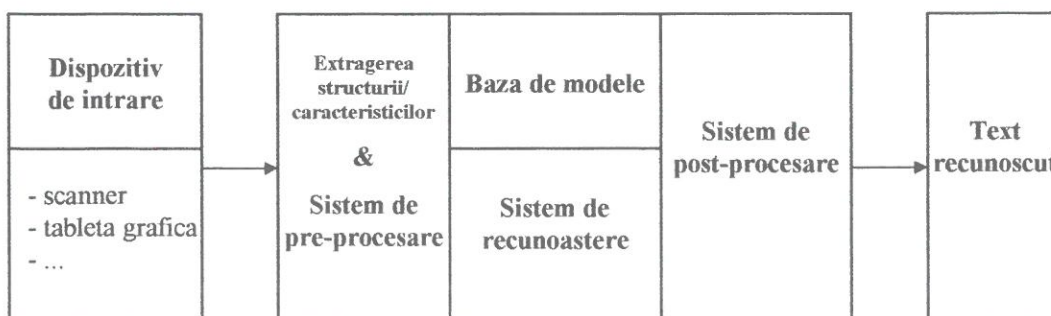 Dispozitiv
de intrare
- scanner
- tableta grafica
- ...
Extragerea
structurii/
caracteristicilor
&
Sistem de
pre-procesare
Baza de modele
Sistem de
recunoastere
Sistem de
post-procesare
Text
recunoscut